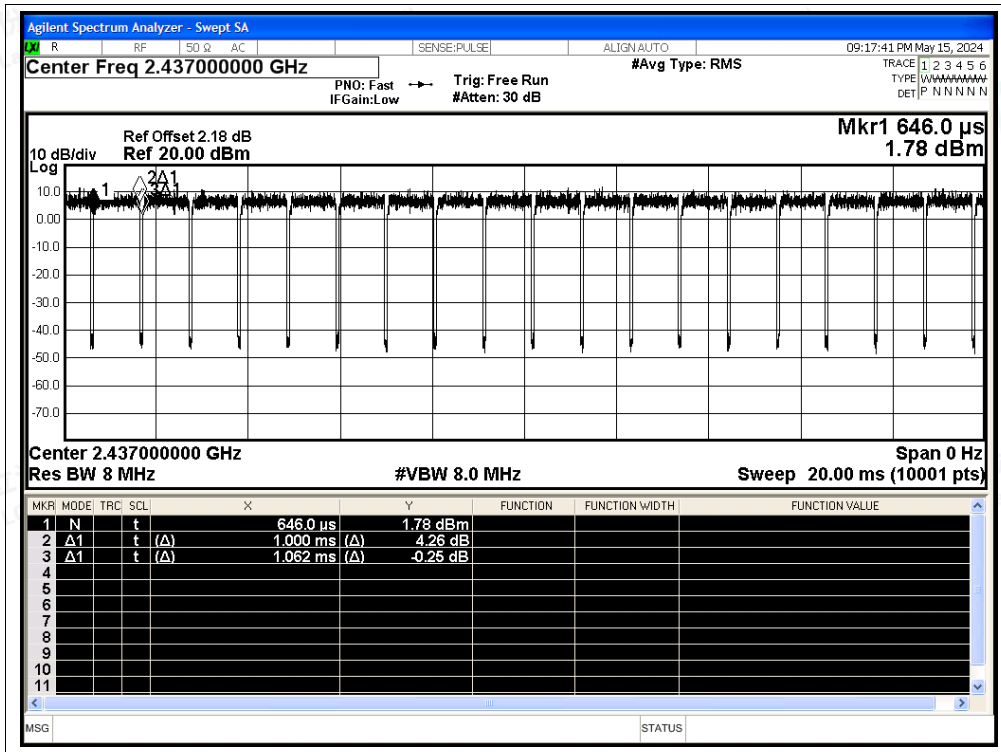 Agilent Spectrum Analyzer - Swept SA
LXI R RF 50 Ω AC SENSE:PULSE ALIGN AUTO 09:17:41 PM May 15, 2024
Center Freq 2.437000000 GHz
PNO: Fast
IFGain:Low
Trig: Free Run
#Atten: 30 dB
#Avg Type: RMS
TRACE 1 2 3 4 5 6
TYPE W
DET P N N N N N
Mkr1 646.0 µs
1.78 dBm
Ref Offset 2.18 dB
10 dB/div Ref 20.00 dBm
Log
10.0
0.00
-10.0
-20.0
-30.0
-40.0
-50.0
-60.0
-70.0
1
2Δ1
3Δ1
Center 2.437000000 GHz Span 0 Hz
Res BW 8 MHz #VBW 8.0 MHz Sweep 20.00 ms (10001 pts)
MKR MODE TRC SCL X Y FUNCTION FUNCTION WIDTH FUNCTION VALUE
1 N t 646.0 µs 1.78 dBm
2 Δ1 t (Δ) 1.000 ms (Δ) 4.26 dB
3 Δ1 t (Δ) 1.062 ms (Δ) -0.25 dB
4
5
6
7
8
9
10
11
MSG STATUS